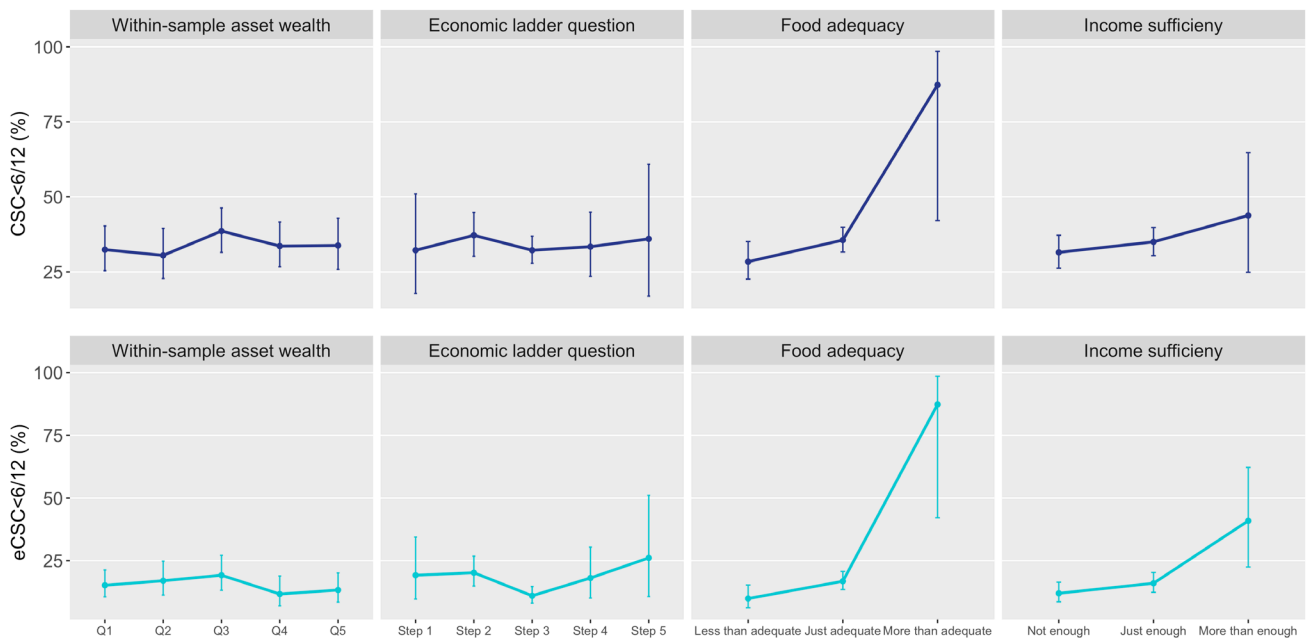 Within-sample asset wealth Economic ladder question Food adequacy Income sufficieny
CSC<6/12 (%)
100
75
50
25
Within-sample asset wealth Economic ladder question Food adequacy Income sufficieny
eCSC<6/12 (%)
100
75
50
25
Q1 Q2 Q3 Q4 Q5 Step 1 Step 2 Step 3 Step 4 Step 5 Less than adequate Just adequate More than adequate Not enough Just enough More than enough